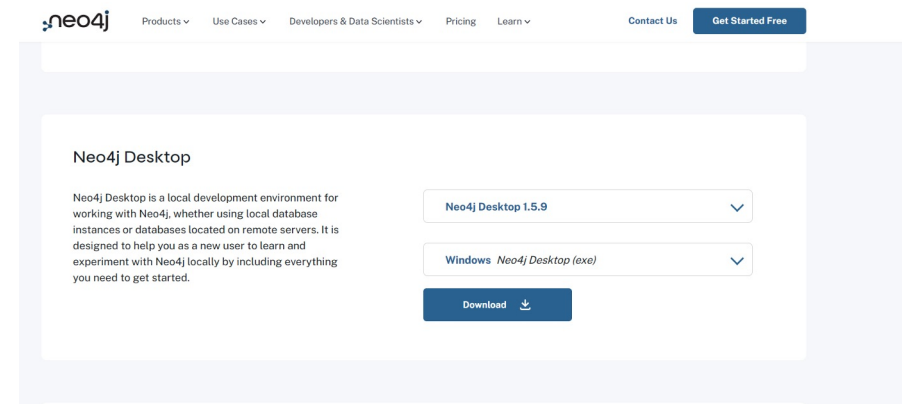 neo4j Products Use Cases Developers & Data Scientists Pricing Learn Contact Us Get Started Free
Neo4j Desktop
Neo4j Desktop is a local development environment for
working with Neo4j, whether using local database
instances or databases located on remote servers. It is
designed to help you as a new user to learn and
experiment with Neo4j locally by including everything
you need to get started.
Neo4j Desktop 1.5.9
Windows Neo4j Desktop (exe)
Download